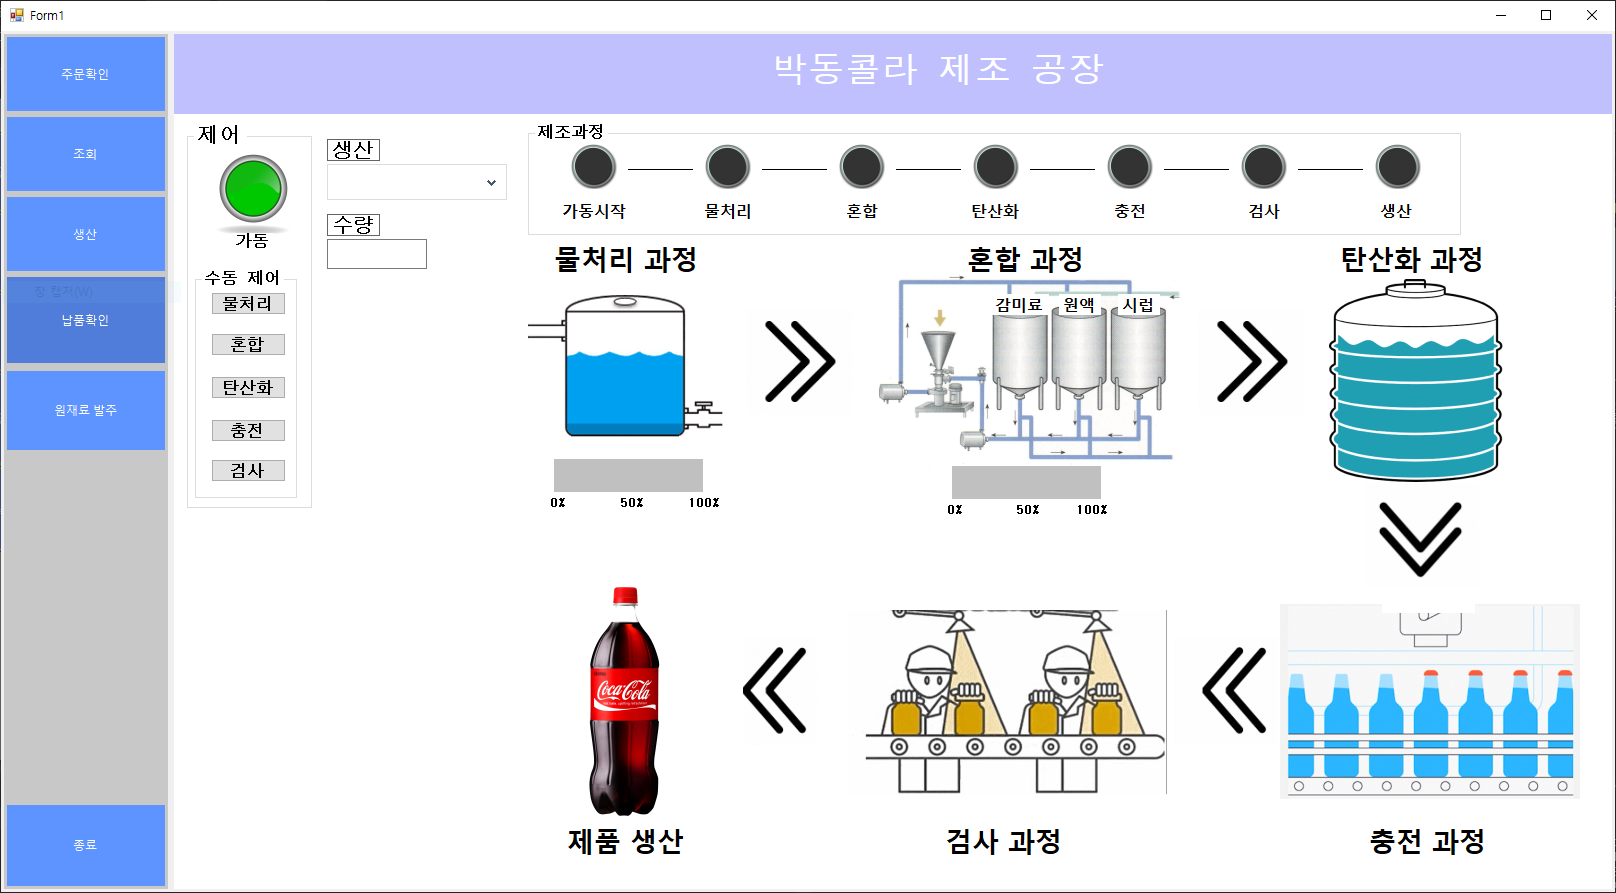 Form1
주문확인
조회
생산
창 캡처(W)
납품확인
원재료 발주
종료
박동콜라 제조 공장
제어
가동
수동 제어
물처리
혼합
탄산화
충전
검사
생산
수량
제조과정
가동시작
물처리
혼합
탄산화
충전
검사
생산
물처리 과정
혼합 과정
탄산화 과정
감미료
원액
시럽
0%
50%
100%
0%
50%
100%
Coca-Cola
제품 생산
검사 과정
충전 과정